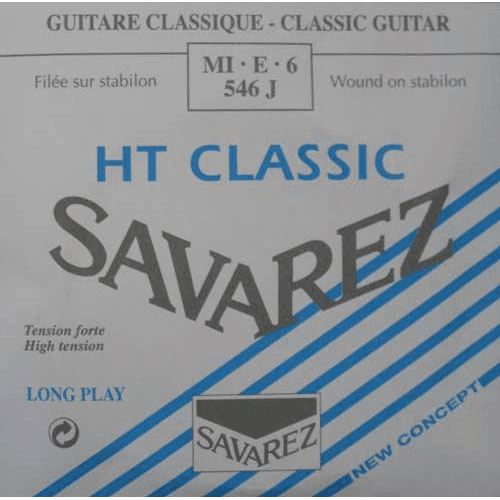 GUITARE CLASSIQUE - CLASSIC GUITAR
MI · E · 6
Filée sur stabilon
546 J
Wound on stabilon
HT CLASSIC
SAVAREZ
Tension forte
High tension
LONG PLAY
SAVAREZ
NEW CONCEPT